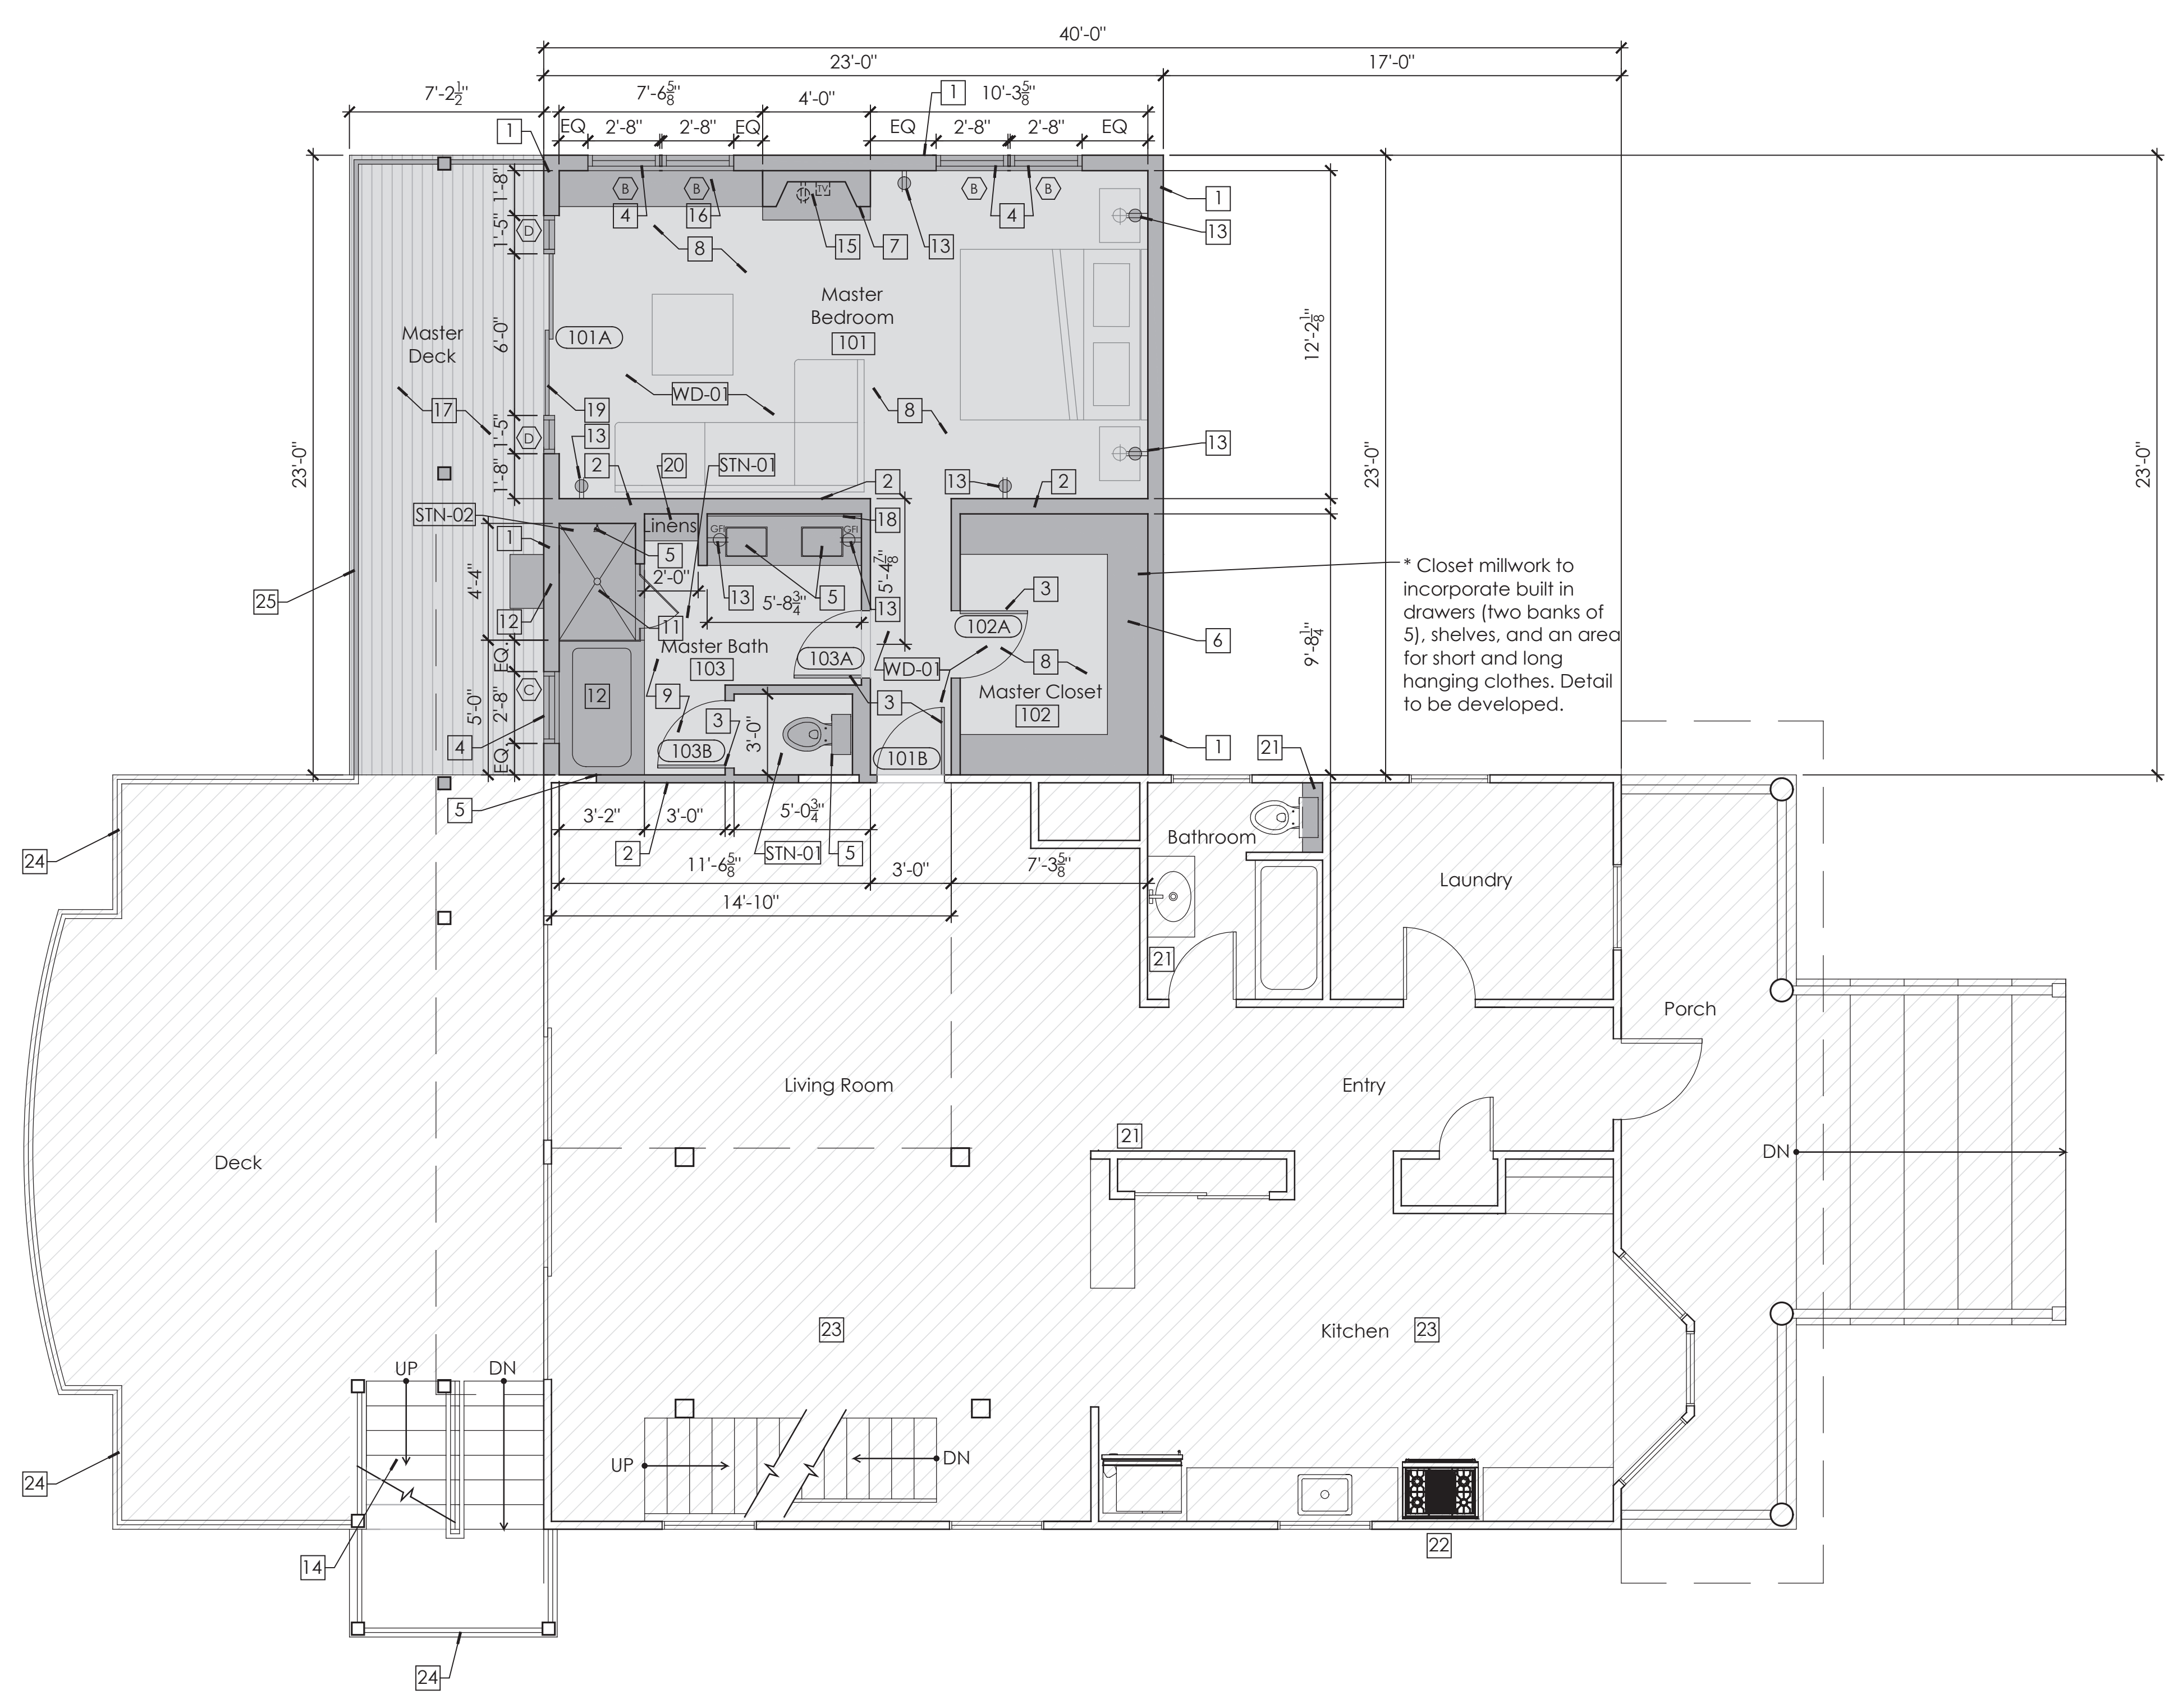 40'-0"
23'-0" 17'-0"
7'-2½" 7'-6⅝" 4'-0" 1 10'-3⅝"
1 EQ 2'-8" 2'-8" EQ EQ 2'-8" 2'-8" EQ
1'-8" B B TV B B 1
4 16 4
1'-5" D 13
8 15 7 13
Master
Bedroom
101
Master
Deck
6'-0" 101A 12'-2⅛"
WD-01
17 19 8
1'-5" D 13 13
23'-0" 23'-0" 23'-0"
1'-8" 2 20 STN-01 2 13 2
STN-02 Linens GFI GFI 18
1 5
4'-4" 2'-0" 5'-4⅞"
* Closet millwork to
incorporate built in
drawers (two banks of
5), shelves, and an area
for short and long
hanging clothes. Detail
to be developed.
25 12 13 5'-8¾" 5 13 3
11 102A 6
EQ. Master Bath 103A WD-01 8 9'-8¼"
103
C 12 9 Master Closet
5'-0" 2'-8" 3 3 102
4 3'-0" 1 21
EQ. 103B 101B
5 3'-2" 3'-0" 5'-0¾" Bathroom
24 2 STN-01 5
11'-6⅝" 3'-0" 7'-3⅝" Laundry
14'-10"
21
Porch
Living Room Entry
21
Deck DN
23 Kitchen 23
UP DN
UP DN
24
22
14
24